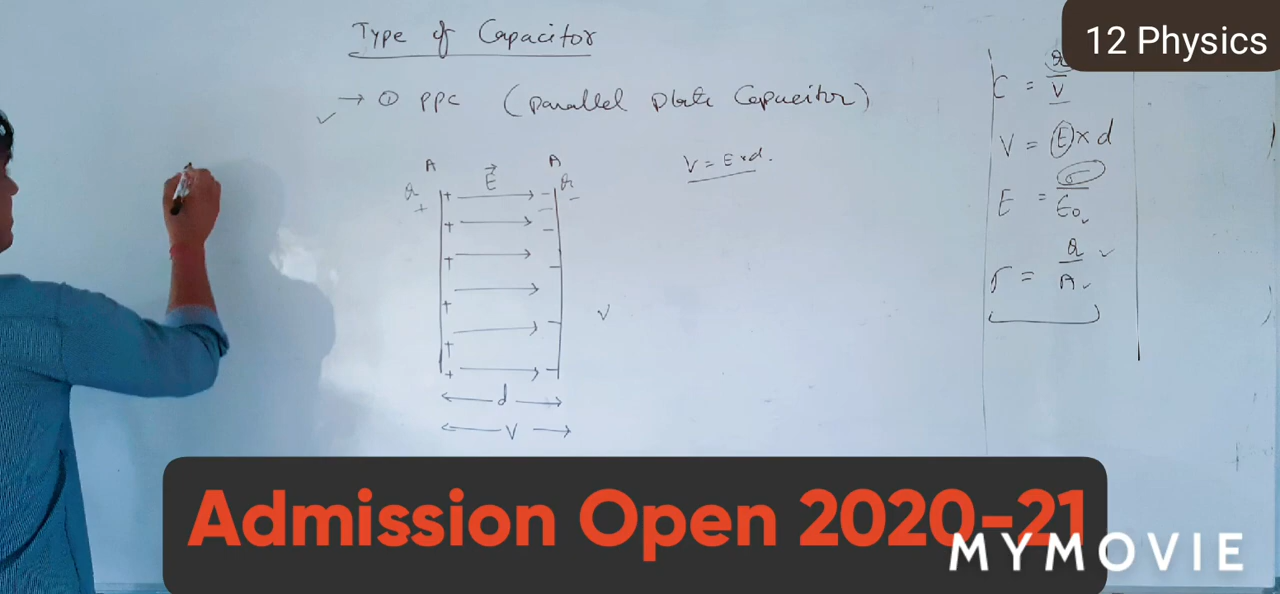 Type of Capacitor
12 Physics
→ ① PPC (Parallel Plate Capacitor)
C = Q/V
V = E×d
E = σ/ε₀
σ = Q/A
V = E×d.
A A
Q E⃗ Q
+ -
V
d
V
Admission Open 2020-21
MYMOVIE